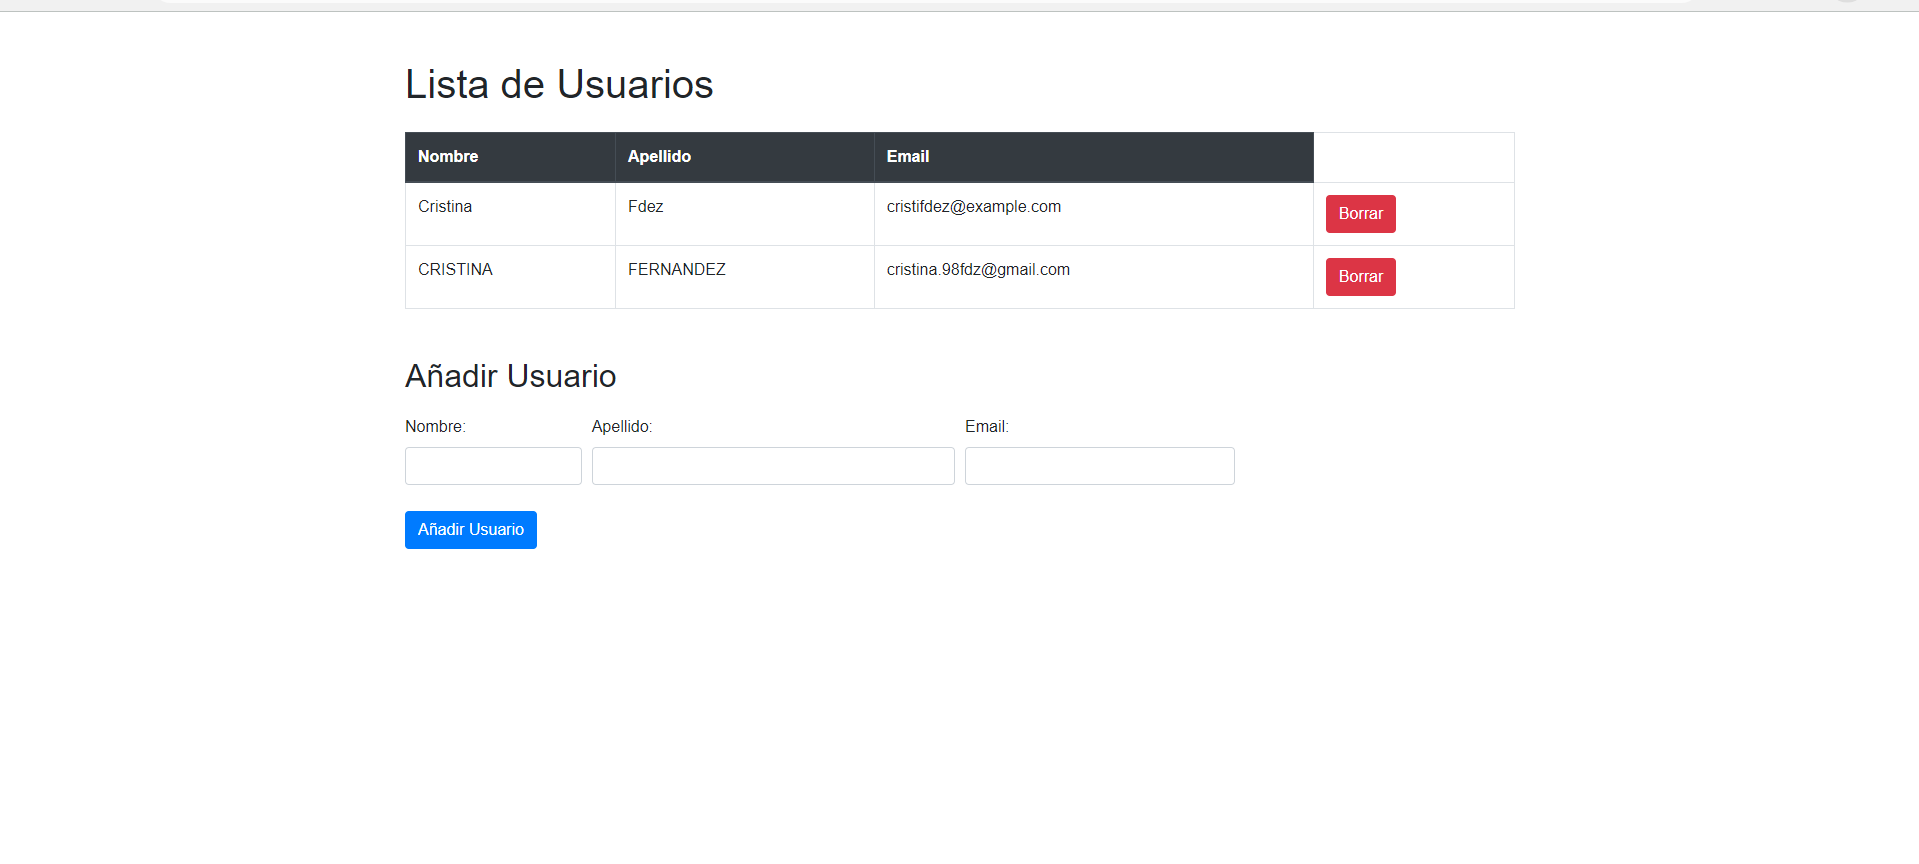 Lista de Usuarios
Nombre Apellido Email
Cristina Fdez cristifdez@example.com Borrar
CRISTINA FERNANDEZ cristina.98fdz@gmail.com Borrar
Añadir Usuario
Nombre: Apellido: Email:
Añadir Usuario